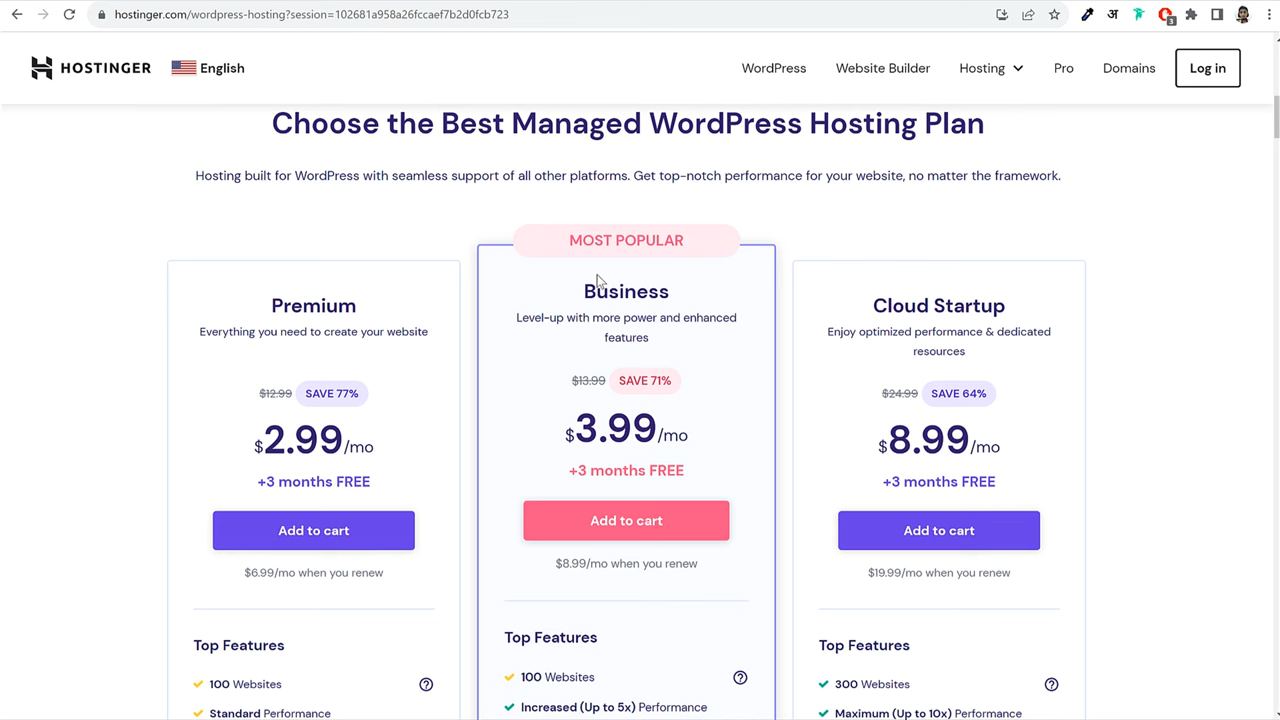 hostinger.com/wordpress-hosting?session=102681a958a26fccaef7b2d0fcb723
अ
3
HOSTINGER
English
WordPress
Website Builder
Hosting
Pro
Domains
Log in
Choose the Best Managed WordPress Hosting Plan
Hosting built for WordPress with seamless support of all other platforms. Get top-notch performance for your website, no matter the framework.
Premium
Everything you need to create your website
$12.99 SAVE 77%
$2.99/mo
+3 months FREE
Add to cart
$6.99/mo when you renew
Top Features
100 Websites
Standard Performance
MOST POPULAR
Business
Level-up with more power and enhanced
features
$13.99 SAVE 71%
$3.99/mo
+3 months FREE
Add to cart
$8.99/mo when you renew
Top Features
100 Websites
Increased (Up to 5x) Performance
Cloud Startup
Enjoy optimized performance & dedicated
resources
$24.99 SAVE 64%
$8.99/mo
+3 months FREE
Add to cart
$19.99/mo when you renew
Top Features
300 Websites
Maximum (Up to 10x) Performance